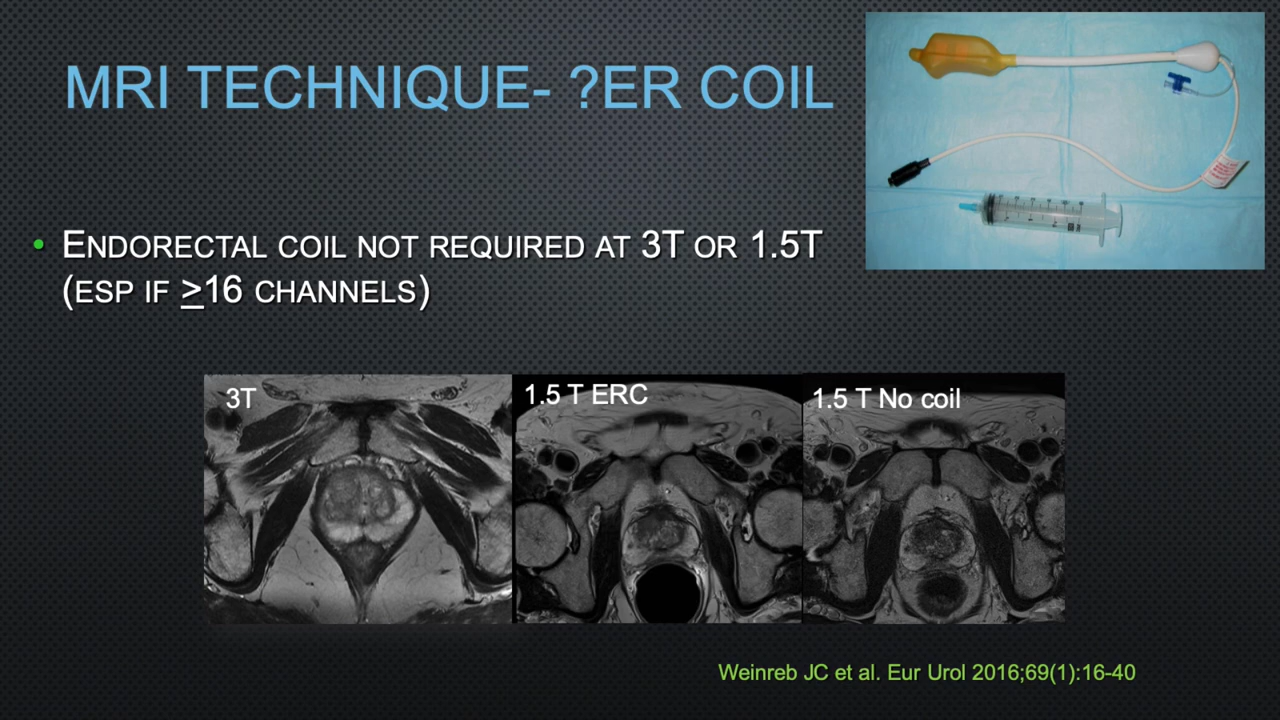 MRI TECHNIQUE- ?ER COIL
• ENDORECTAL COIL NOT REQUIRED AT 3T OR 1.5T
(ESP IF ≥16 CHANNELS)
3T
1.5 T ERC
1.5 T No coil
Weinreb JC et al. Eur Urol 2016;69(1):16-40